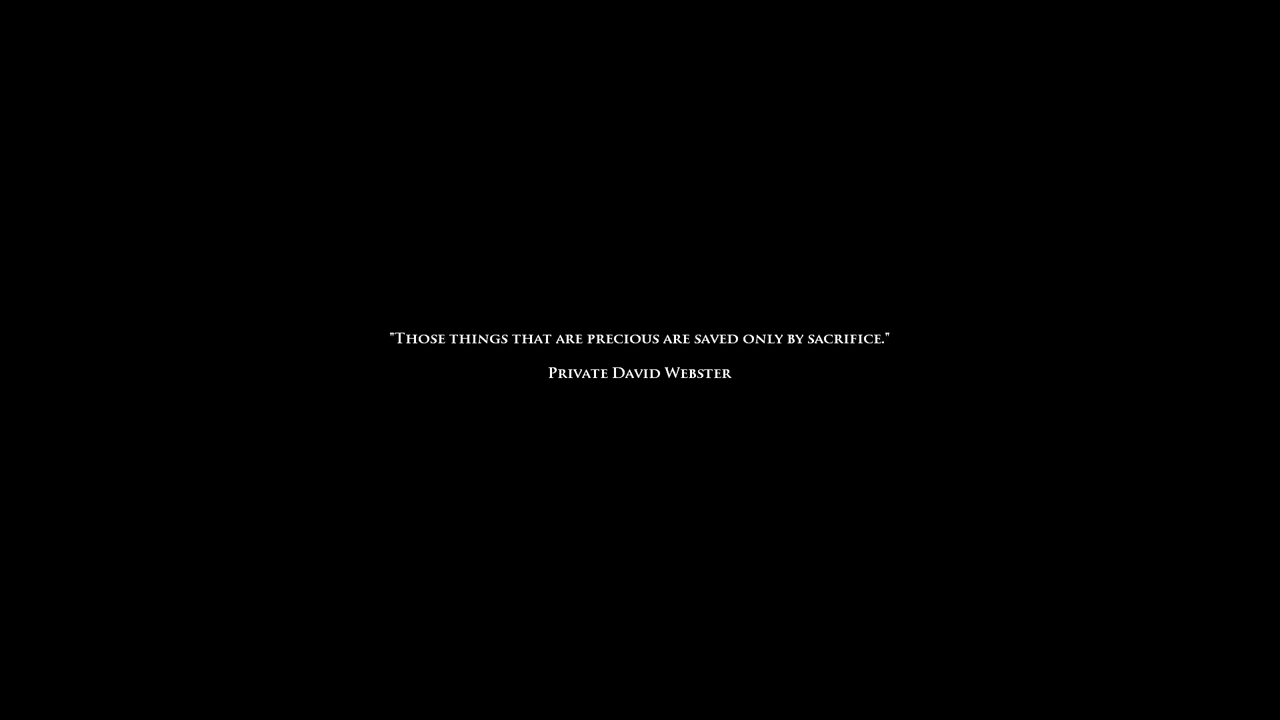 "Those things that are precious are saved only by sacrifice."
Private David Webster